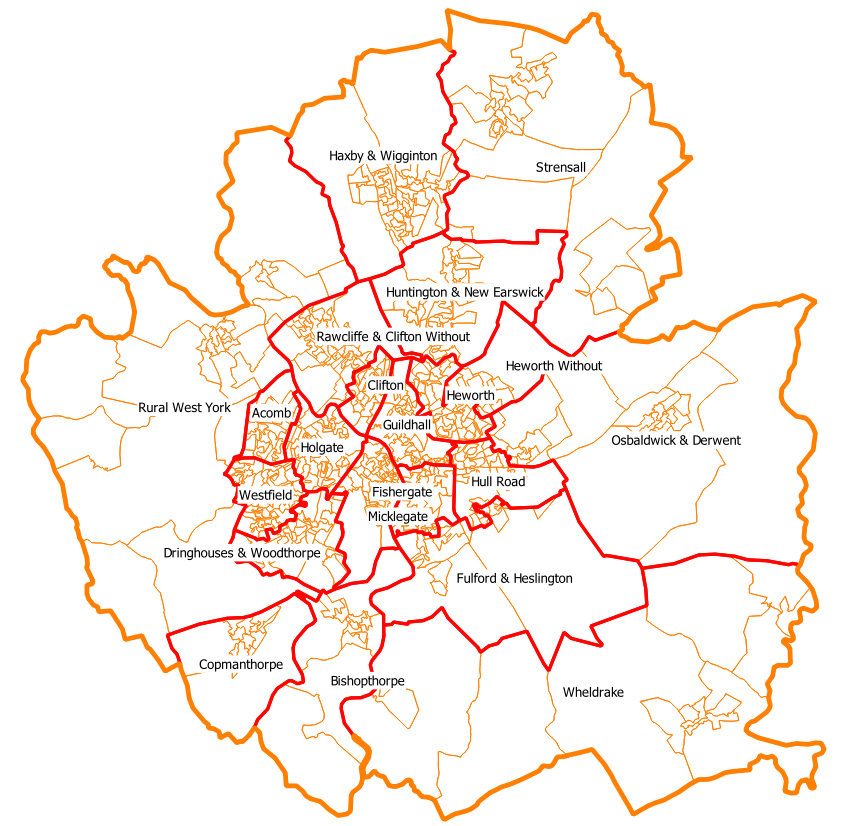 Haxby & Wigginton
Strensall
Huntington & New Earswick
Rawcliffe & Clifton Without
Heworth Without
Clifton
Heworth
Rural West York
Acomb
Guildhall
Osbaldwick & Derwent
Holgate
Hull Road
Westfield
Fishergate
Micklegate
Dringhouses & Woodthorpe
Fulford & Heslington
Copmanthorpe
Bishopthorpe
Wheldrake